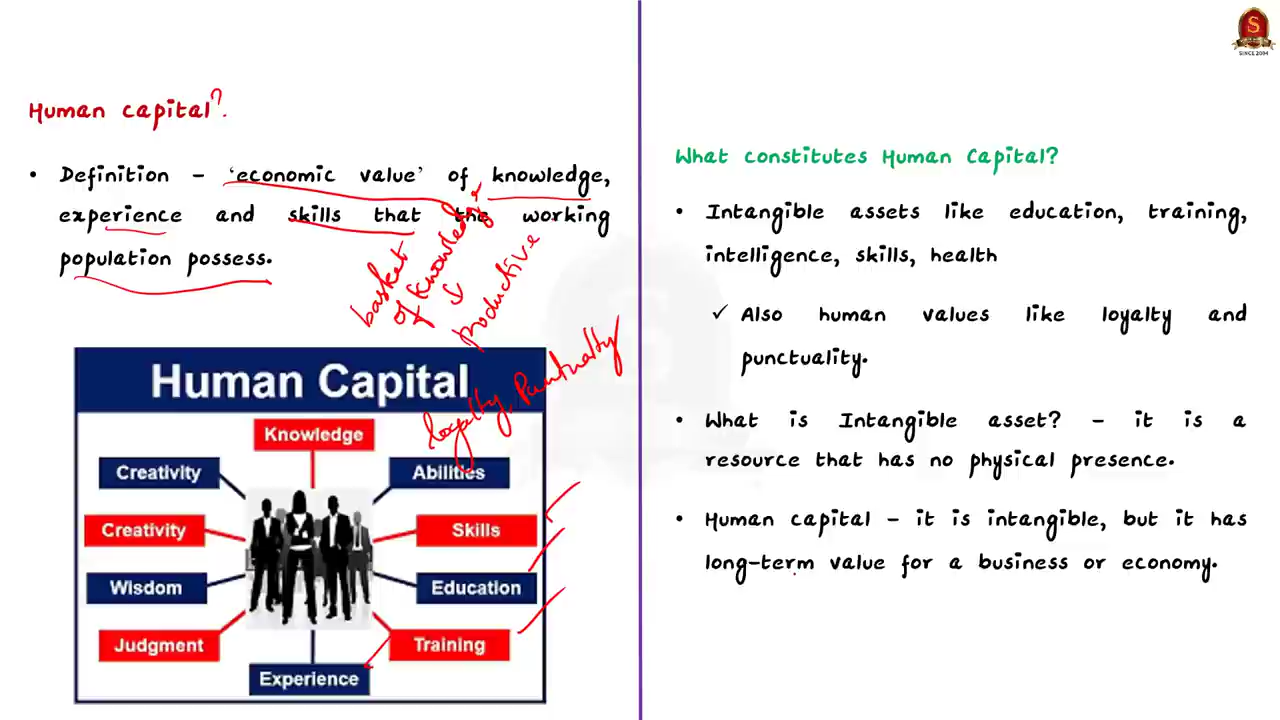 Human capital?
• Definition – 'economic value' of knowledge,
experience and skills that the working
population possess.
basket
of knowledge
↓
productive
loyalty, Puntualty
Human Capital
Knowledge
Creativity
Abilities
Creativity
Skills
Wisdom
Education
Judgment
Training
Experience
S
SINCE 2004
What constitutes Human Capital?
• Intangible assets like education, training,
intelligence, skills, health
✓ Also human values like loyalty and
punctuality.
• What is Intangible asset? – it is a
resource that has no physical presence.
• Human capital – it is intangible, but it has
long-term value for a business or economy.